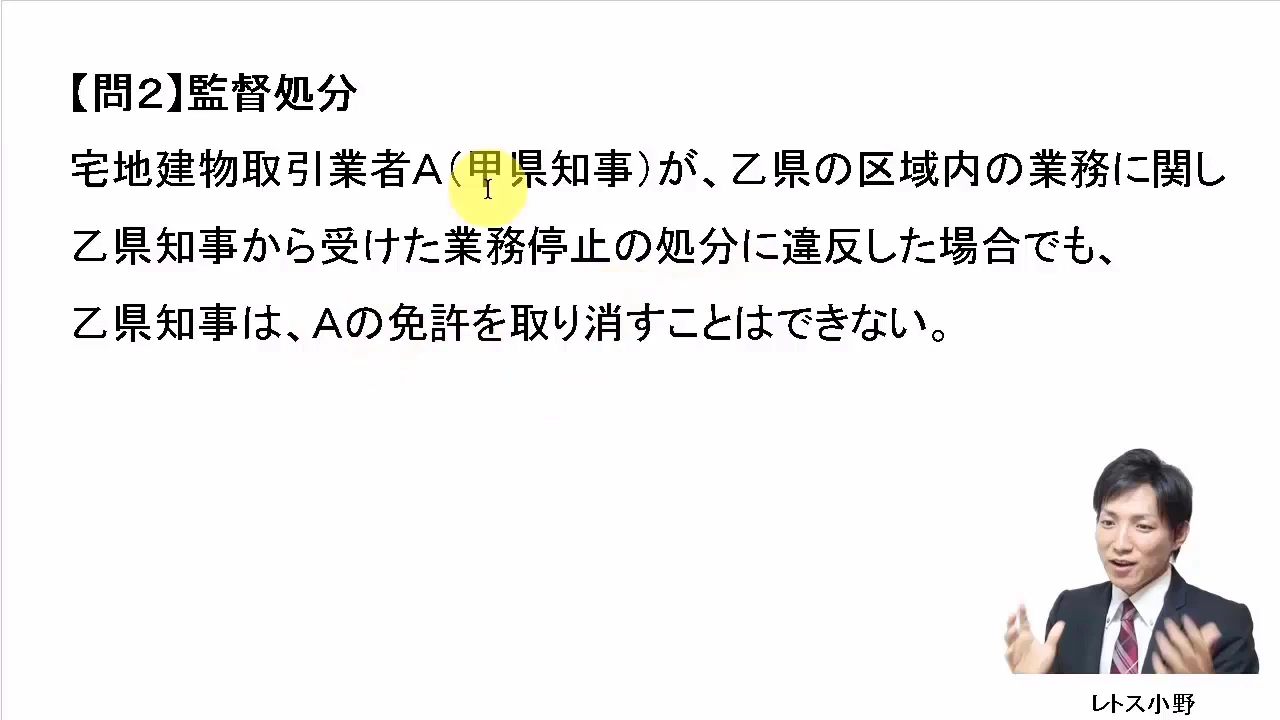 【問２】監督処分
宅地建物取引業者Ａ（甲県知事）が、乙県の区域内の業務に関し
乙県知事から受けた業務停止の処分に違反した場合でも、
乙県知事は、Ａの免許を取り消すことはできない。
レトス小野